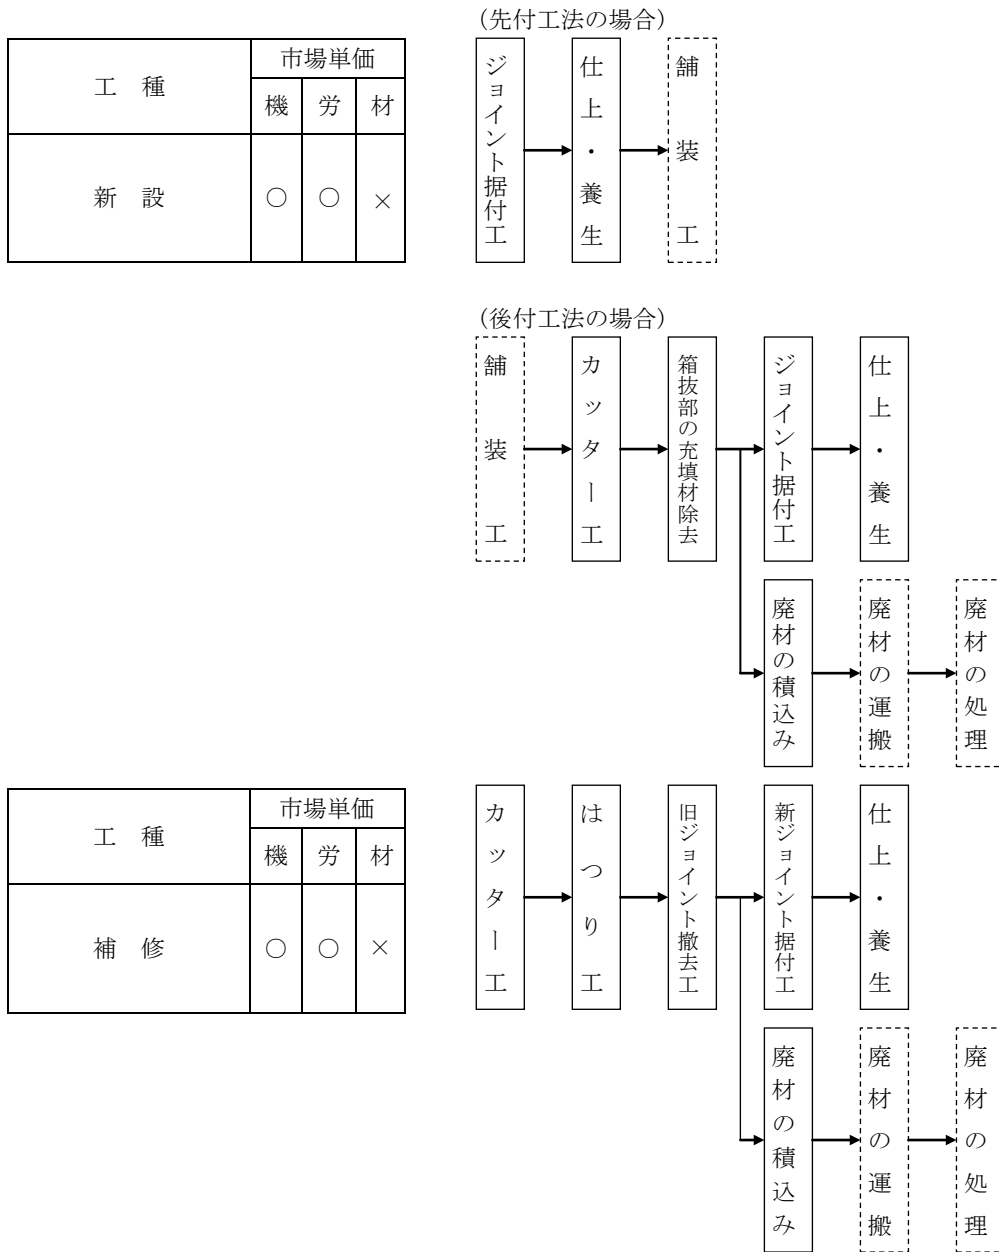 (先付工法の場合)
工 種
市場単価
機 労 材
新 設
○ ○ ×
ジョイント据付工
仕上・養生
舗装工
(後付工法の場合)
舗装工
カッター工
箱抜部の充填材除去
ジョイント据付工
仕上・養生
廃材の積込み
廃材の運搬
廃材の処理
工 種
市場単価
機 労 材
補 修
○ ○ ×
カッター工
はつり工
旧ジョイント撤去工
新ジョイント据付工
仕上・養生
廃材の積込み
廃材の運搬
廃材の処理